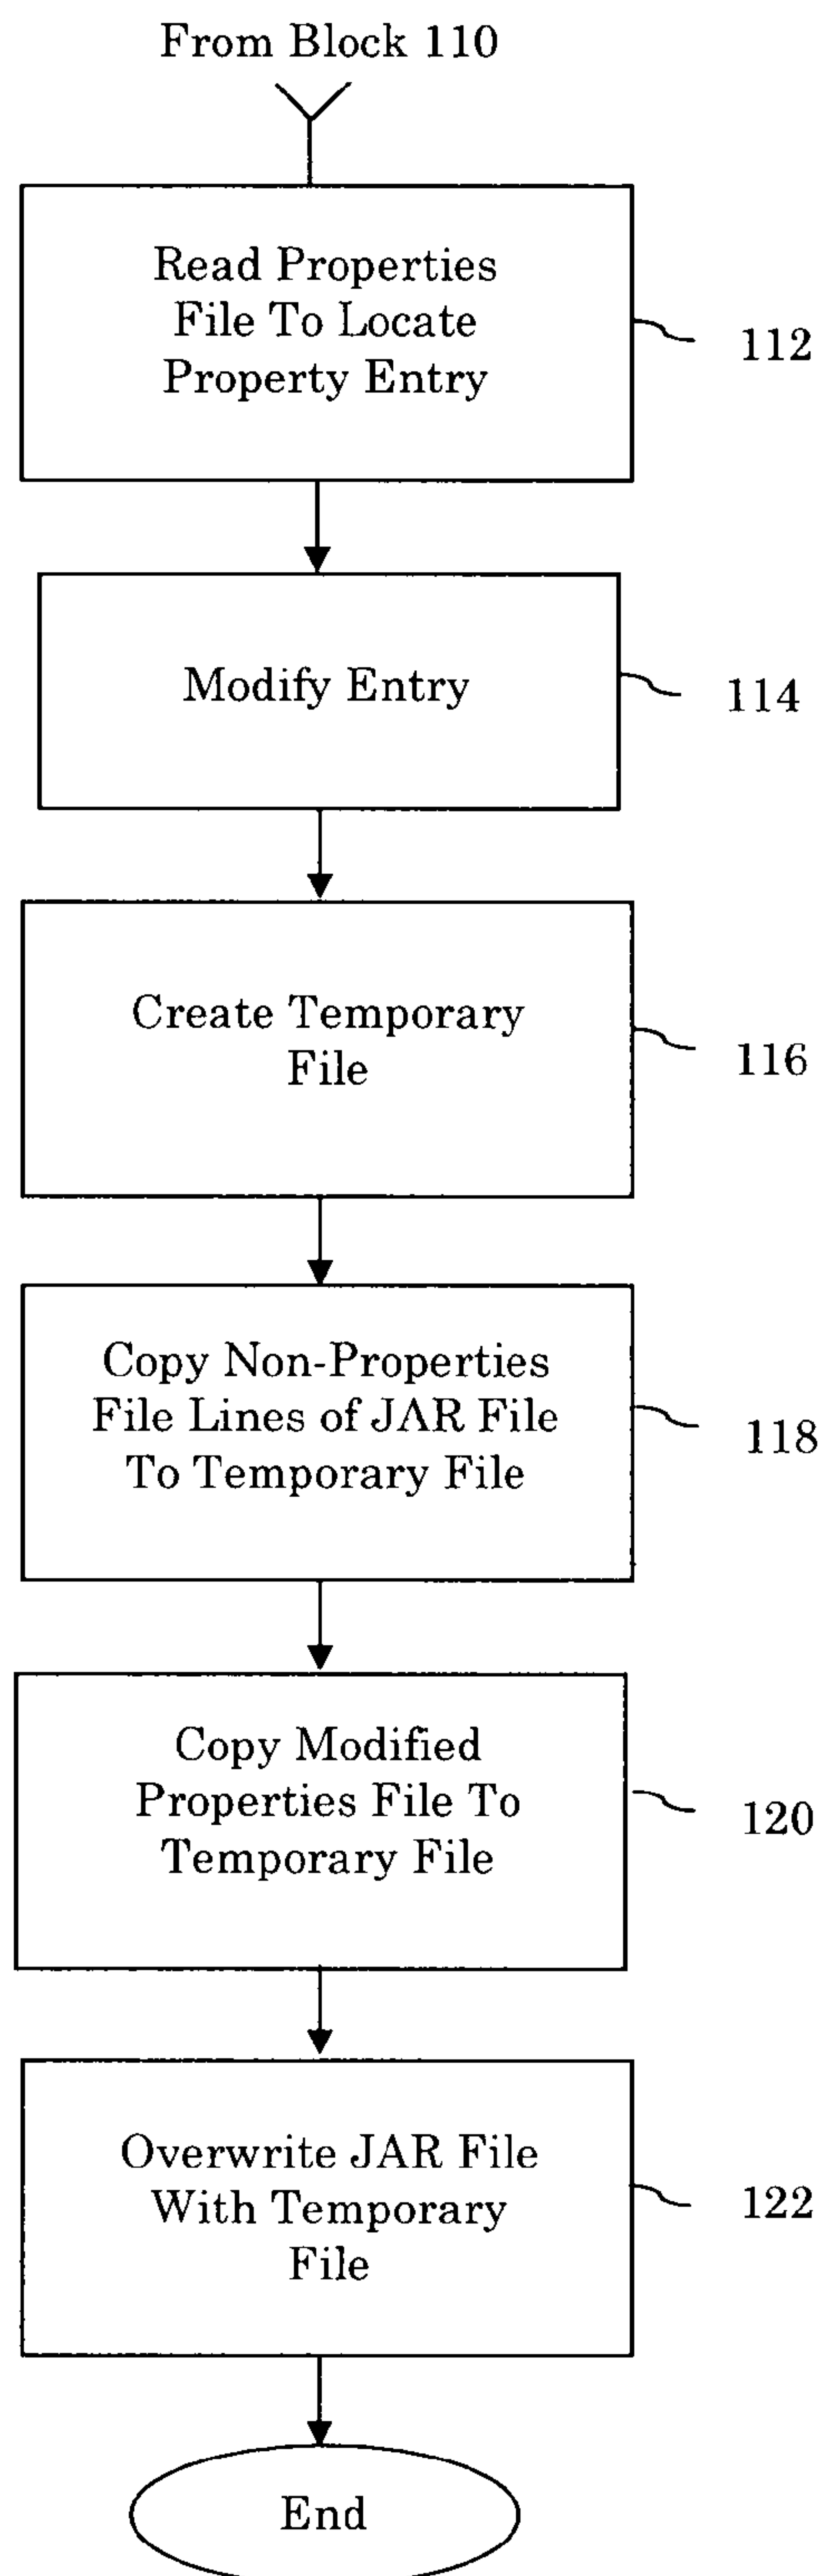 From Block 110
Read Properties
File To Locate
Property Entry
112
Modify Entry
114
Create Temporary
File
116
Copy Non-Properties
File Lines of JAR File
To Temporary File
118
Copy Modified
Properties File To
Temporary File
120
Overwrite JAR File
With Temporary
File
122
End